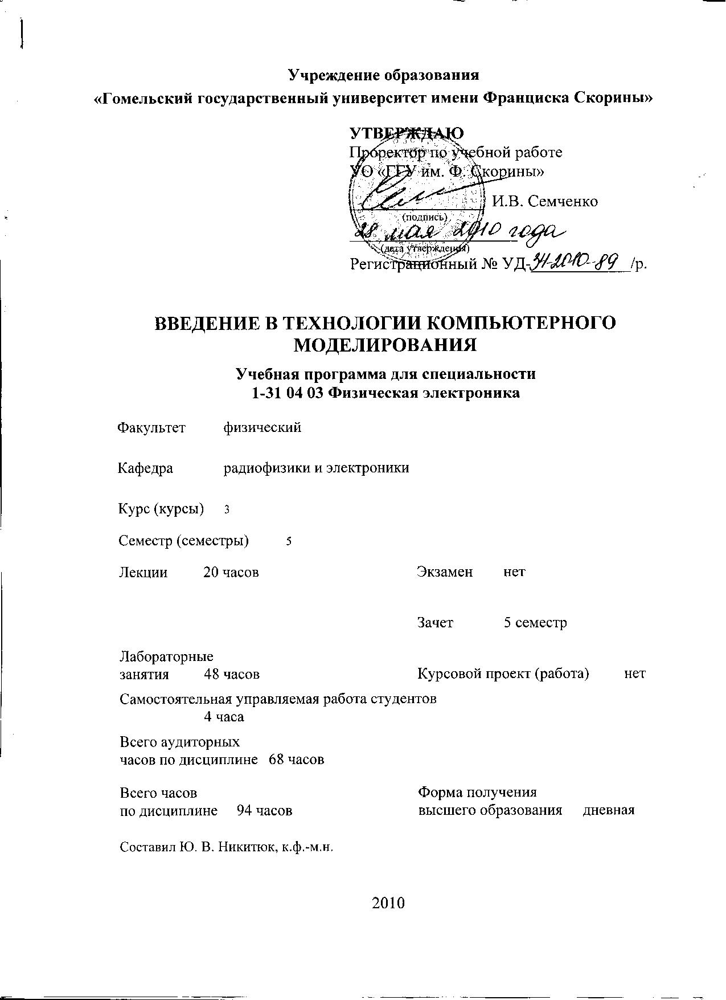 Учреждение образования
«Гомельский государственный университет имени Франциска Скорины»
УТВЕРЖДАЮ
Проректор по учебной работе
УО «ГГУ им. Ф. Скорины»
И.В. Семченко
(подпись)
28 мая 2010 года
(дата утверждения)
Регистрационный № УД-34-2010-89 /р.
ВВЕДЕНИЕ В ТЕХНОЛОГИИ КОМПЬЮТЕРНОГО
МОДЕЛИРОВАНИЯ
Учебная программа для специальности
1-31 04 03 Физическая электроника
Факультет физический
Кафедра радиофизики и электроники
Курс (курсы) 3
Семестр (семестры) 5
Лекции 20 часов Экзамен нет
Зачет 5 семестр
Лабораторные
занятия 48 часов Курсовой проект (работа) нет
Самостоятельная управляемая работа студентов
4 часа
Всего аудиторных
часов по дисциплине 68 часов
Всего часов Форма получения
по дисциплине 94 часов высшего образования дневная
Составил Ю. В. Никитюк, к.ф.-м.н.
2010